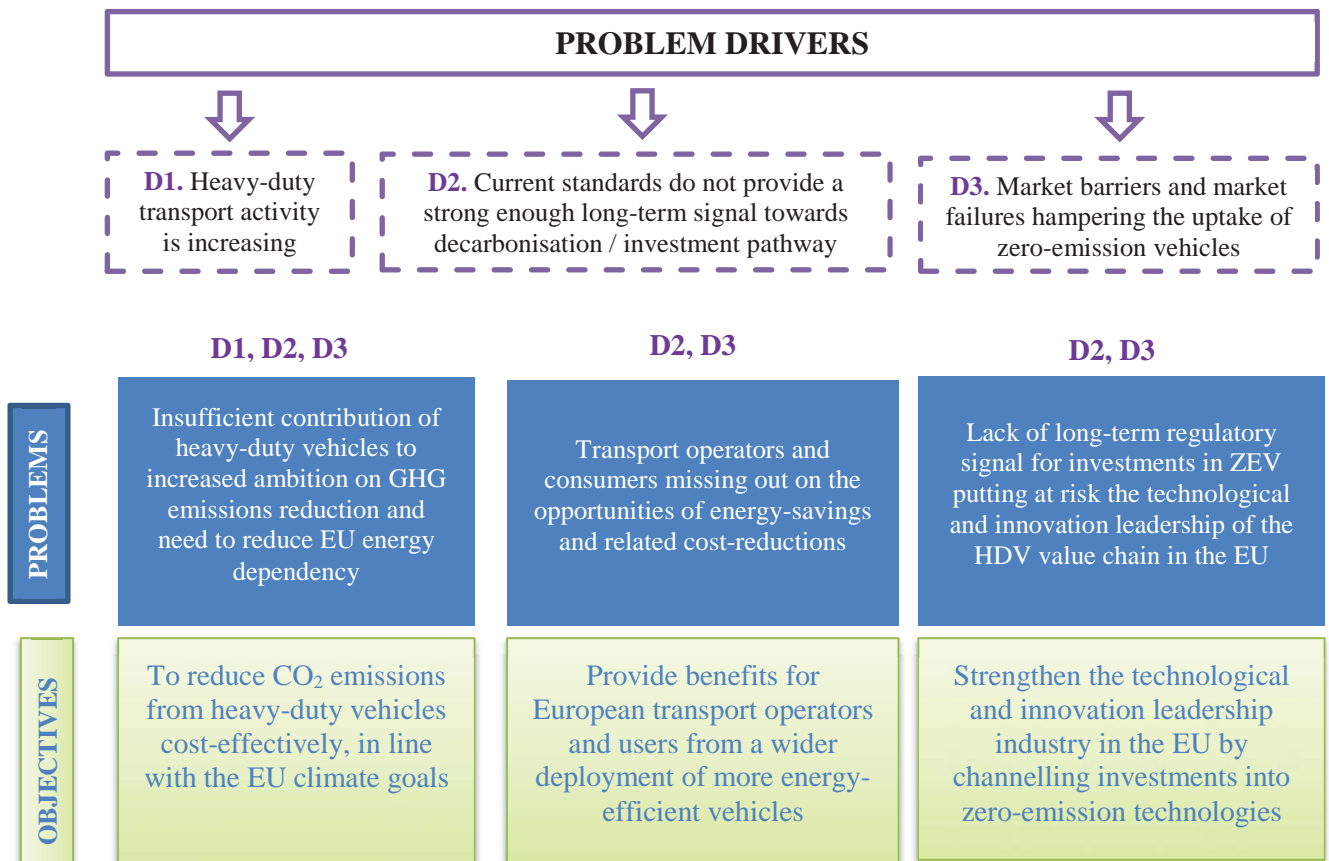 PROBLEM DRIVERS
D1. Heavy-duty
transport activity
is increasing
D2. Current standards do not provide a
strong enough long-term signal towards
decarbonisation / investment pathway
D3. Market barriers and market
failures hampering the uptake of
zero-emission vehicles
D1, D2, D3
D2, D3
D2, D3
PROBLEMS
Insufficient contribution of
heavy-duty vehicles to
increased ambition on GHG
emissions reduction and
need to reduce EU energy
dependency
Transport operators and
consumers missing out on the
opportunities of energy-savings
and related cost-reductions
Lack of long-term regulatory
signal for investments in ZEV
putting at risk the technological
and innovation leadership of the
HDV value chain in the EU
OBJECTIVES
To reduce CO₂ emissions
from heavy-duty vehicles
cost-effectively, in line
with the EU climate goals
Provide benefits for
European transport operators
and users from a wider
deployment of more energy-
efficient vehicles
Strengthen the technological
and innovation leadership
industry in the EU by
channelling investments into
zero-emission technologies